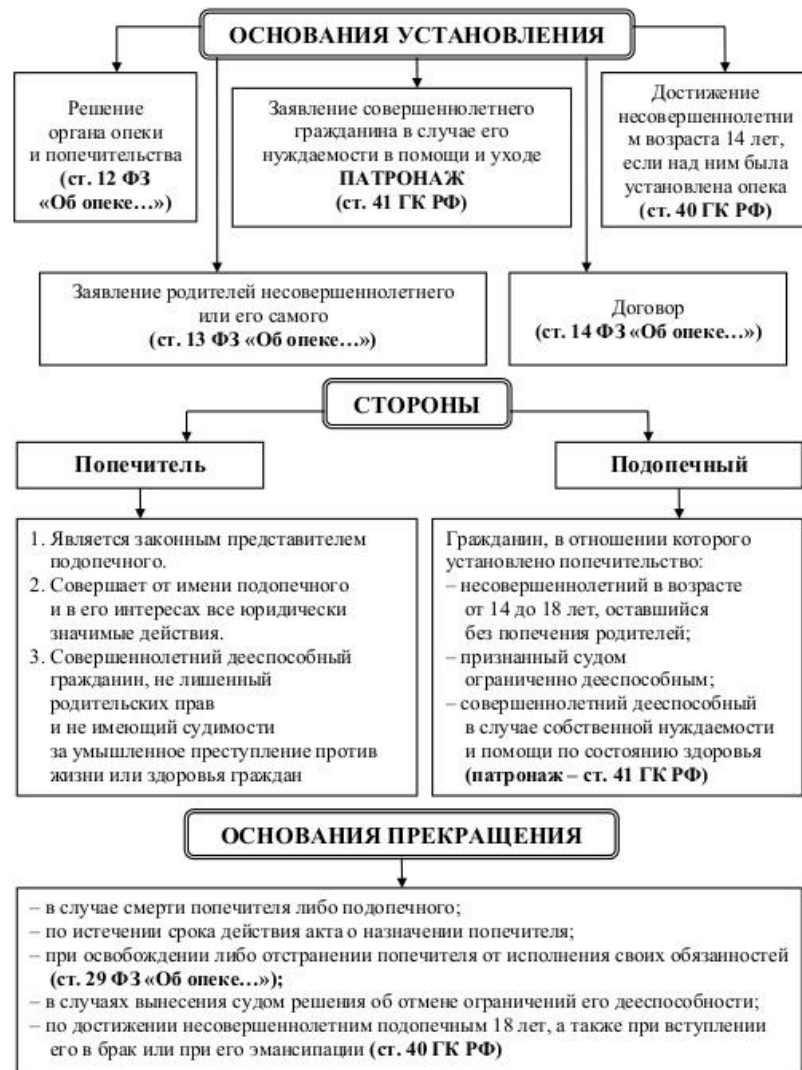 ОСНОВАНИЯ УСТАНОВЛЕНИЯ
Решение
органа опеки
и попечительства
(ст. 12 ФЗ
«Об опеке…»)
Заявление совершеннолетнего
гражданина в случае его
нуждаемости в помощи и уходе
ПАТРОНАЖ
(ст. 41 ГК РФ)
Достижение
несовершеннолетни
м возраста 14 лет,
если над ним была
установлена опека
(ст. 40 ГК РФ)
Заявление родителей несовершеннолетнего
или его самого
(ст. 13 ФЗ «Об опеке…»)
Договор
(ст. 14 ФЗ «Об опеке…»)
СТОРОНЫ
Попечитель
1. Является законным представителем
подопечного.
2. Совершает от имени подопечного
и в его интересах все юридически
значимые действия.
3. Совершеннолетний дееспособный
гражданин, не лишенный
родительских прав
и не имеющий судимости
за умышленное преступление против
жизни или здоровья граждан
Подопечный
Гражданин, в отношении которого
установлено попечительство:
– несовершеннолетний в возрасте
от 14 до 18 лет, оставшийся
без попечения родителей;
– признанный судом
ограниченно дееспособным;
– совершеннолетний дееспособный
в случае собственной нуждаемости
и помощи по состоянию здоровья
(патронаж – ст. 41 ГК РФ)
ОСНОВАНИЯ ПРЕКРАЩЕНИЯ
– в случае смерти попечителя либо подопечного;
– по истечении срока действия акта о назначении попечителя;
– при освобождении либо отстранении попечителя от исполнения своих обязанностей
(ст. 29 ФЗ «Об опеке…»);
– в случаях вынесения судом решения об отмене ограничений его дееспособности;
– по достижении несовершеннолетним подопечным 18 лет, а также при вступлении
его в брак или при его эмансипации (ст. 40 ГК РФ)